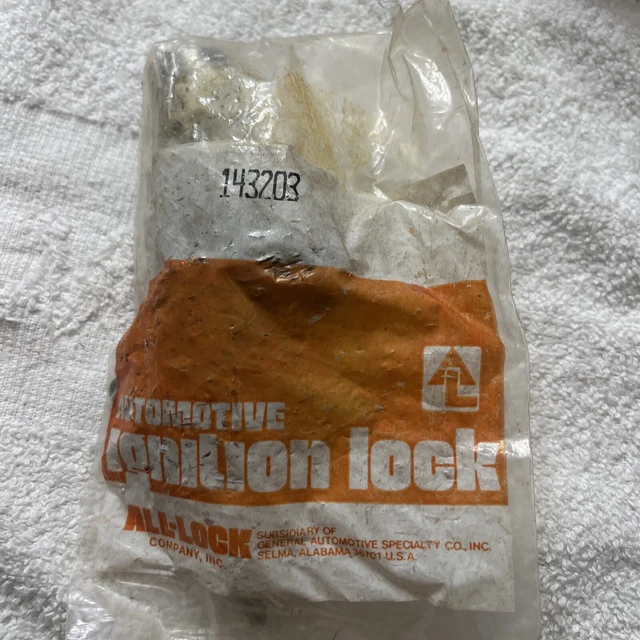 143203
AUTOMOTIVE
ignition lock
ALL-LOCK
COMPANY, INC.
SUBSIDIARY OF
GENERAL AUTOMOTIVE SPECIALTY CO., INC.
SELMA, ALABAMA 36701 U.S.A.